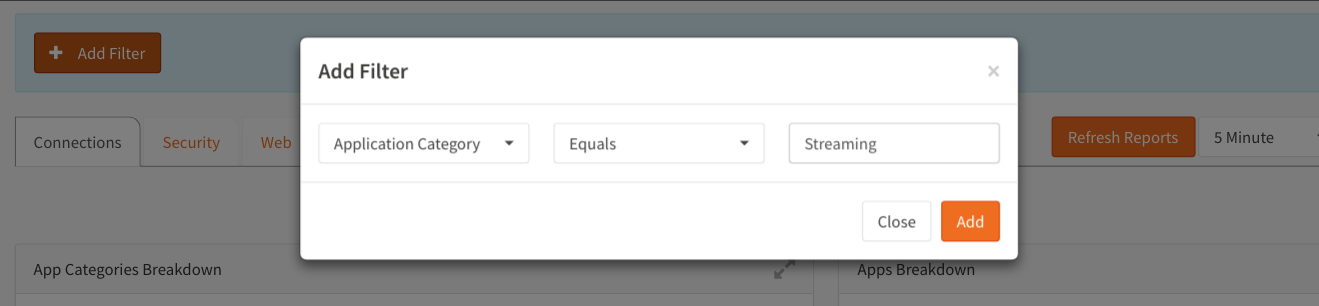 + Add Filter
Add Filter ×
Application Category Equals Streaming
Connections Security Web Refresh Reports 5 Minute
Close Add
App Categories Breakdown Apps Breakdown